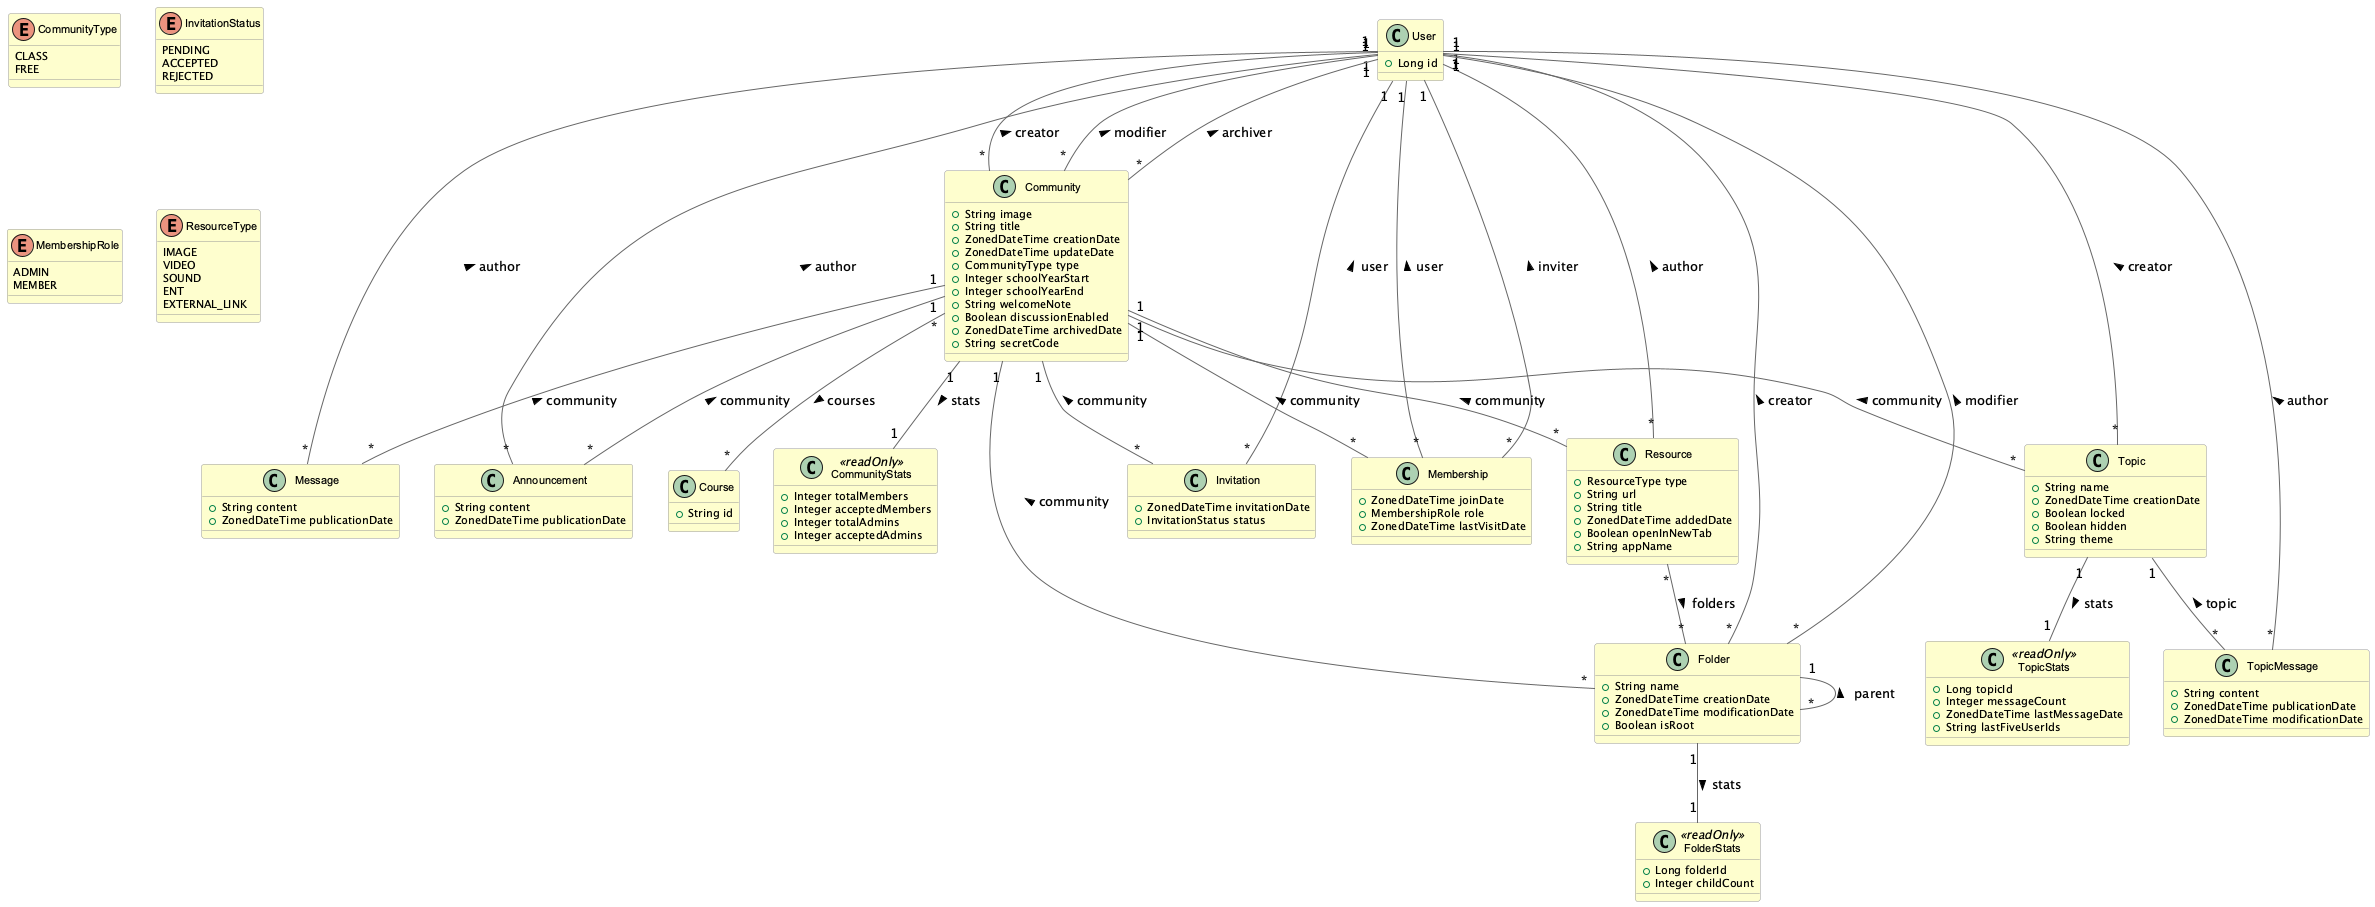 E CommunityType
CLASS
FREE
E InvitationStatus
PENDING
ACCEPTED
REJECTED
C User
Long id
1
1
1
1
1
1
1
1
1
creator
modifier
archiver
*
*
*
E MembershipRole
ADMIN
MEMBER
E ResourceType
IMAGE
VIDEO
SOUND
ENT
EXTERNAL_LINK
C Community
String image
String title
ZonedDateTime creationDate
ZonedDateTime updateDate
CommunityType type
Integer schoolYearStart
Integer schoolYearEnd
String welcomeNote
Boolean discussionEnabled
ZonedDateTime archivedDate
String secretCode
author
author
user
user
inviter
author
creator
1
1
*
1
1
1
1
1
1
community
community
courses
stats
community
community
community
creator
modifier
community
author
*
*
*
*
*
1
*
*
*
*
*
*
*
*
C Message
String content
ZonedDateTime publicationDate
C Announcement
String content
ZonedDateTime publicationDate
C Course
String id
C «readOnly»
CommunityStats
Integer totalMembers
Integer acceptedMembers
Integer totalAdmins
Integer acceptedAdmins
community
C Invitation
ZonedDateTime invitationDate
InvitationStatus status
C Membership
ZonedDateTime joinDate
MembershipRole role
ZonedDateTime lastVisitDate
C Resource
ResourceType type
String url
String title
ZonedDateTime addedDate
Boolean openInNewTab
String appName
C Topic
String name
ZonedDateTime creationDate
Boolean locked
Boolean hidden
String theme
*
folders
*
*
*
1
stats
1
1
topic
*
*
*
C Folder
String name
ZonedDateTime creationDate
ZonedDateTime modificationDate
Boolean isRoot
1
*
parent
C «readOnly»
TopicStats
Long topicId
Integer messageCount
ZonedDateTime lastMessageDate
String lastFiveUserIds
C TopicMessage
String content
ZonedDateTime publicationDate
ZonedDateTime modificationDate
1
stats
1
C «readOnly»
FolderStats
Long folderId
Integer childCount